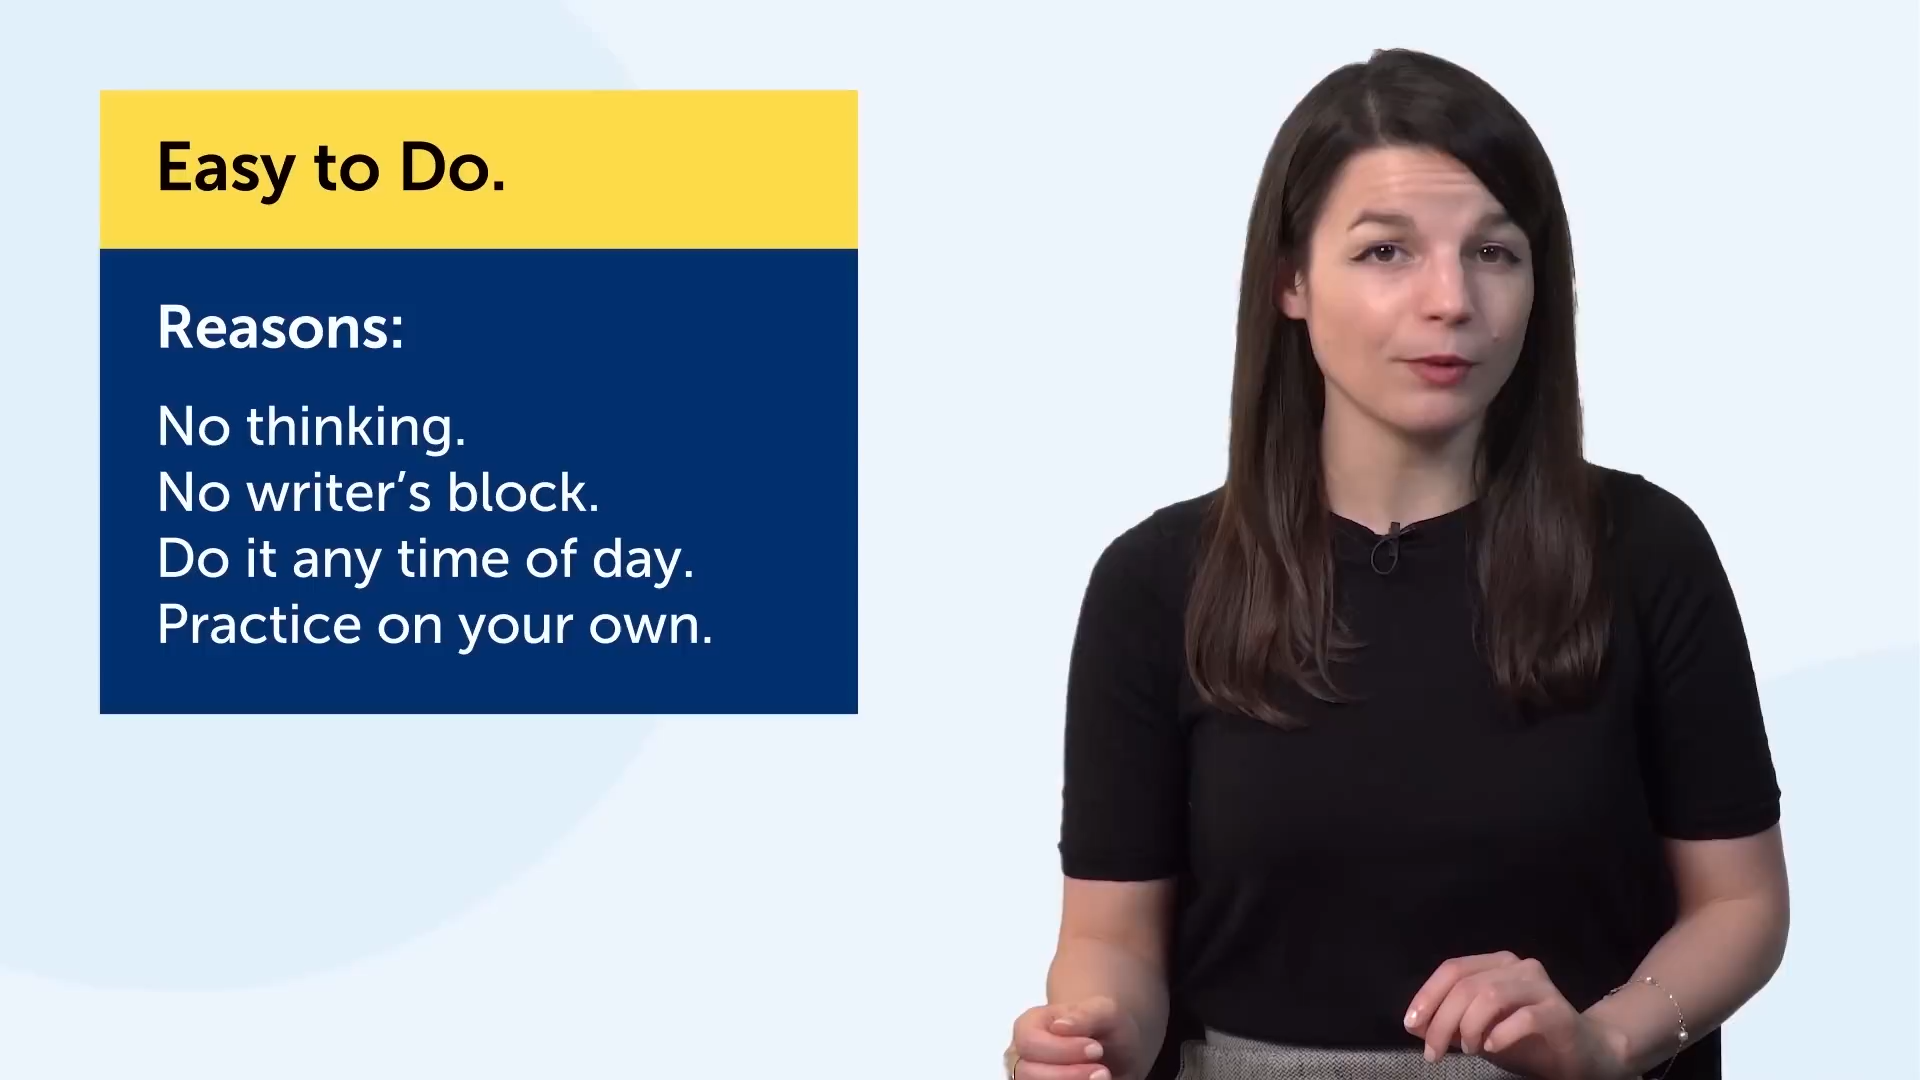 Easy to Do.
Reasons:
No thinking.
No writer’s block.
Do it any time of day.
Practice on your own.